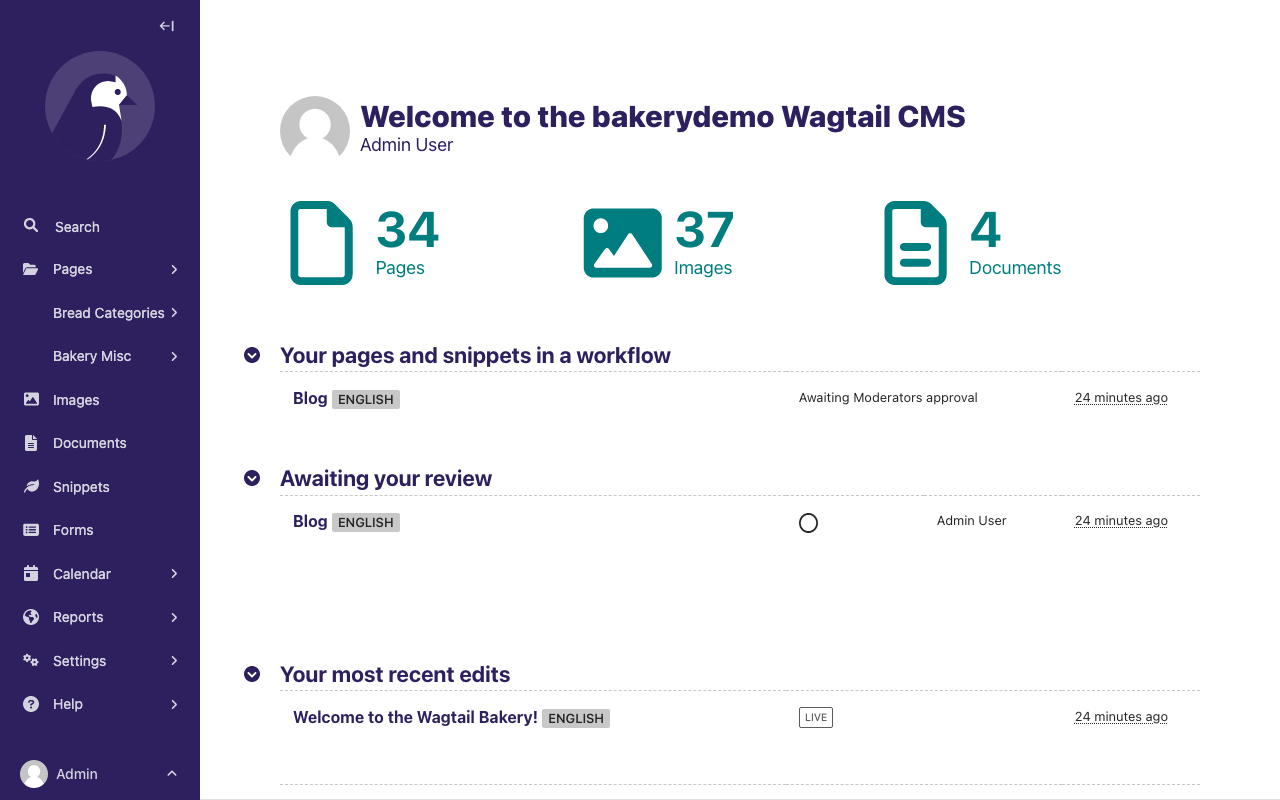 Search
Pages
Bread Categories
Bakery Misc
Images
Documents
Snippets
Forms
Calendar
Reports
Settings
Help
Admin
Welcome to the bakerydemo Wagtail CMS
Admin User
34
Pages
37
Images
4
Documents
Your pages and snippets in a workflow
Blog ENGLISH Awaiting Moderators approval 24 minutes ago
Awaiting your review
Blog ENGLISH Admin User 24 minutes ago
Your most recent edits
Welcome to the Wagtail Bakery! ENGLISH LIVE 24 minutes ago